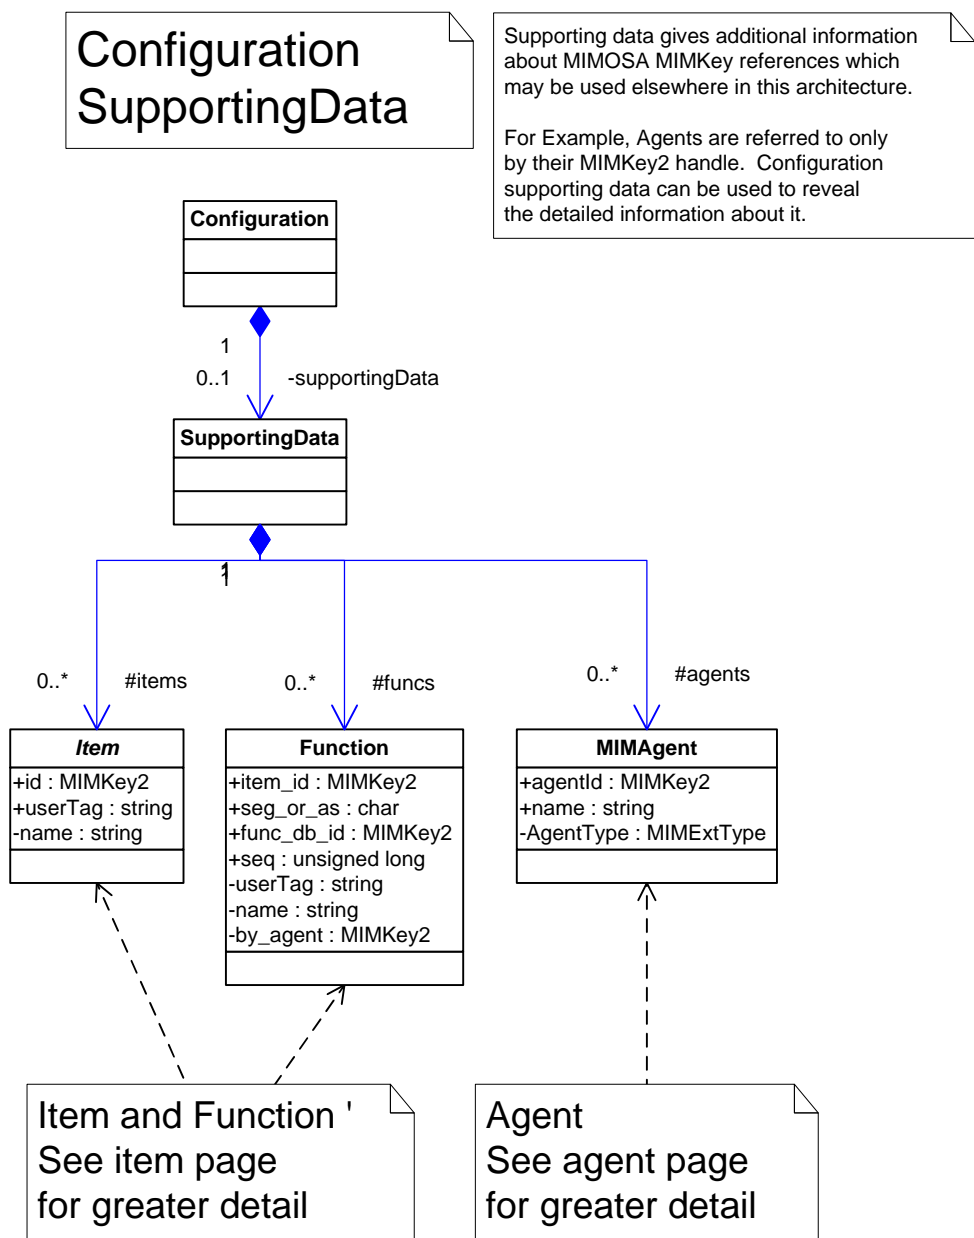 Configuration
SupportingData
Supporting data gives additional information
about MIMOSA MIMKey references which
may be used elsewhere in this architecture.
For Example, Agents are referred to only
by their MIMKey2 handle.  Configuration
supporting data can be used to reveal
the detailed information about it.
Configuration
1
0..1
-supportingData
SupportingData
1
1
0..*
#items
0..*
#funcs
0..*
#agents
Item
+id : MIMKey2
+userTag : string
-name : string
Function
+item_id : MIMKey2
+seg_or_as : char
+func_db_id : MIMKey2
+seq : unsigned long
-userTag : string
-name : string
-by_agent : MIMKey2
MIMAgent
+agentId : MIMKey2
+name : string
-AgentType : MIMExtType
Item and Function '
See item page
for greater detail
Agent
See agent page
for greater detail